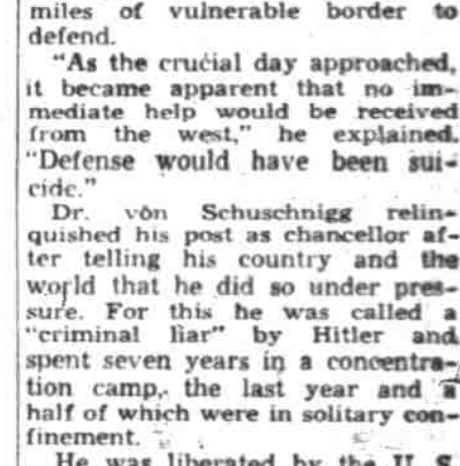 miles of vulnerable border to
defend.
"As the crucial day approached,
it became apparent that no im-
mediate help would be received
from the west," he explained.
"Defense would have been sui-
cide."
Dr. von Schuschnigg relin-
quished his post as chancellor af-
ter telling his country and the
world that he did so under pres-
sure. For this he was called a
"criminal liar" by Hitler and
spent seven years in a concentra-
tion camp, the last year and a
half of which were in solitary con-
finement.
He was liberated by the U. S.